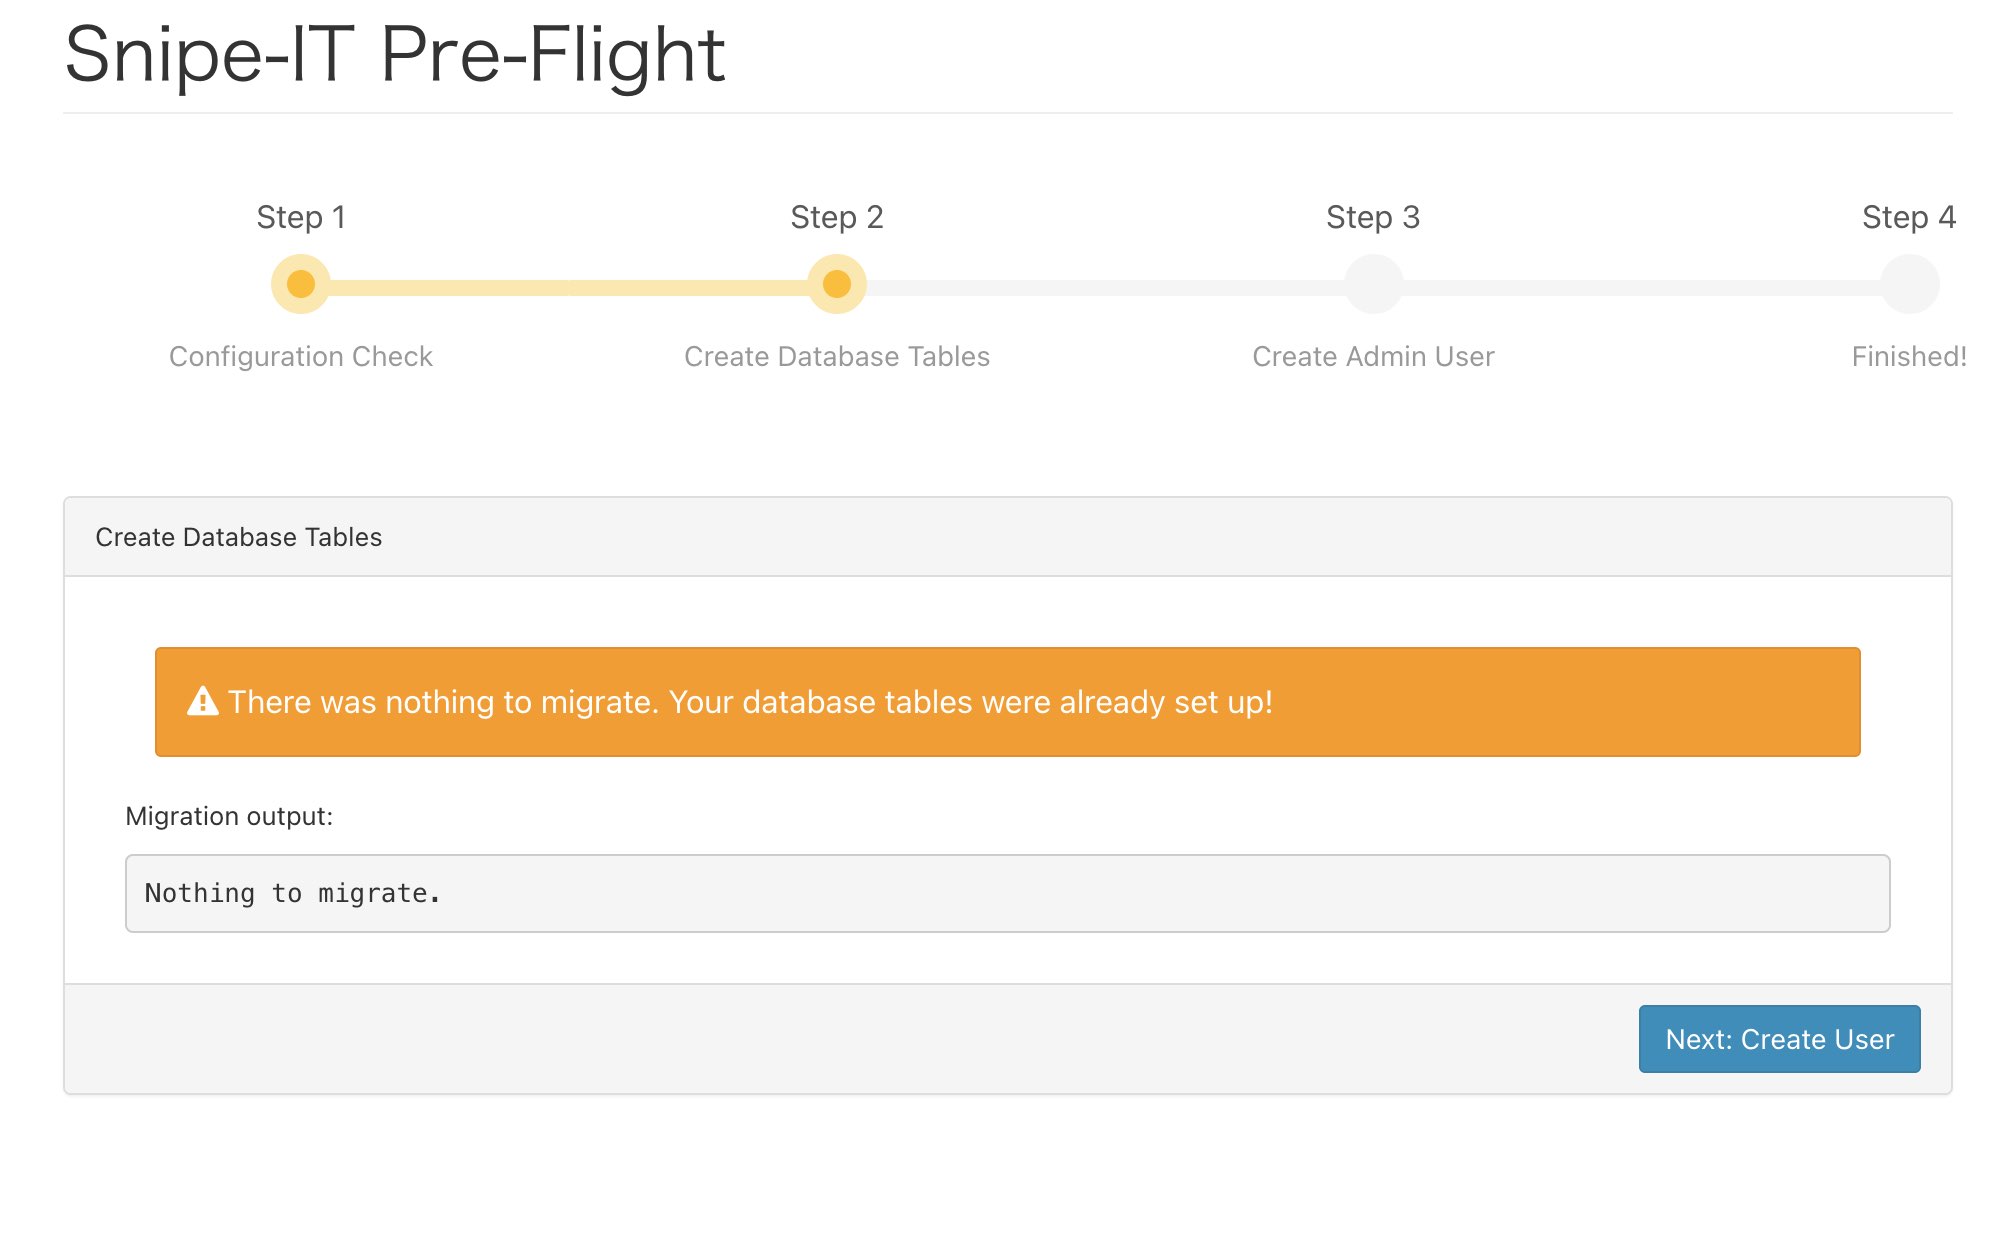 Snipe-IT Pre-Flight
Step 1
Step 2
Step 3
Step 4
Configuration Check
Create Database Tables
Create Admin User
Finished!
Create Database Tables
There was nothing to migrate. Your database tables were already set up!
Migration output:
Nothing to migrate.
Next: Create User